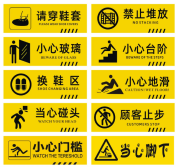 请穿鞋套
禁止堆放
NO STACKING
小心玻璃
BEWARE OF GLASS
小心台阶
BEWARE OF THE STEPS
换鞋区
SHOE CHANGING AREA
小心地滑
CAUTION WET FLOOR
当心碰头
顾客止步
CUSTOMERS STOP
小心门槛
WATCH THE THRESHOLD
当心脚下